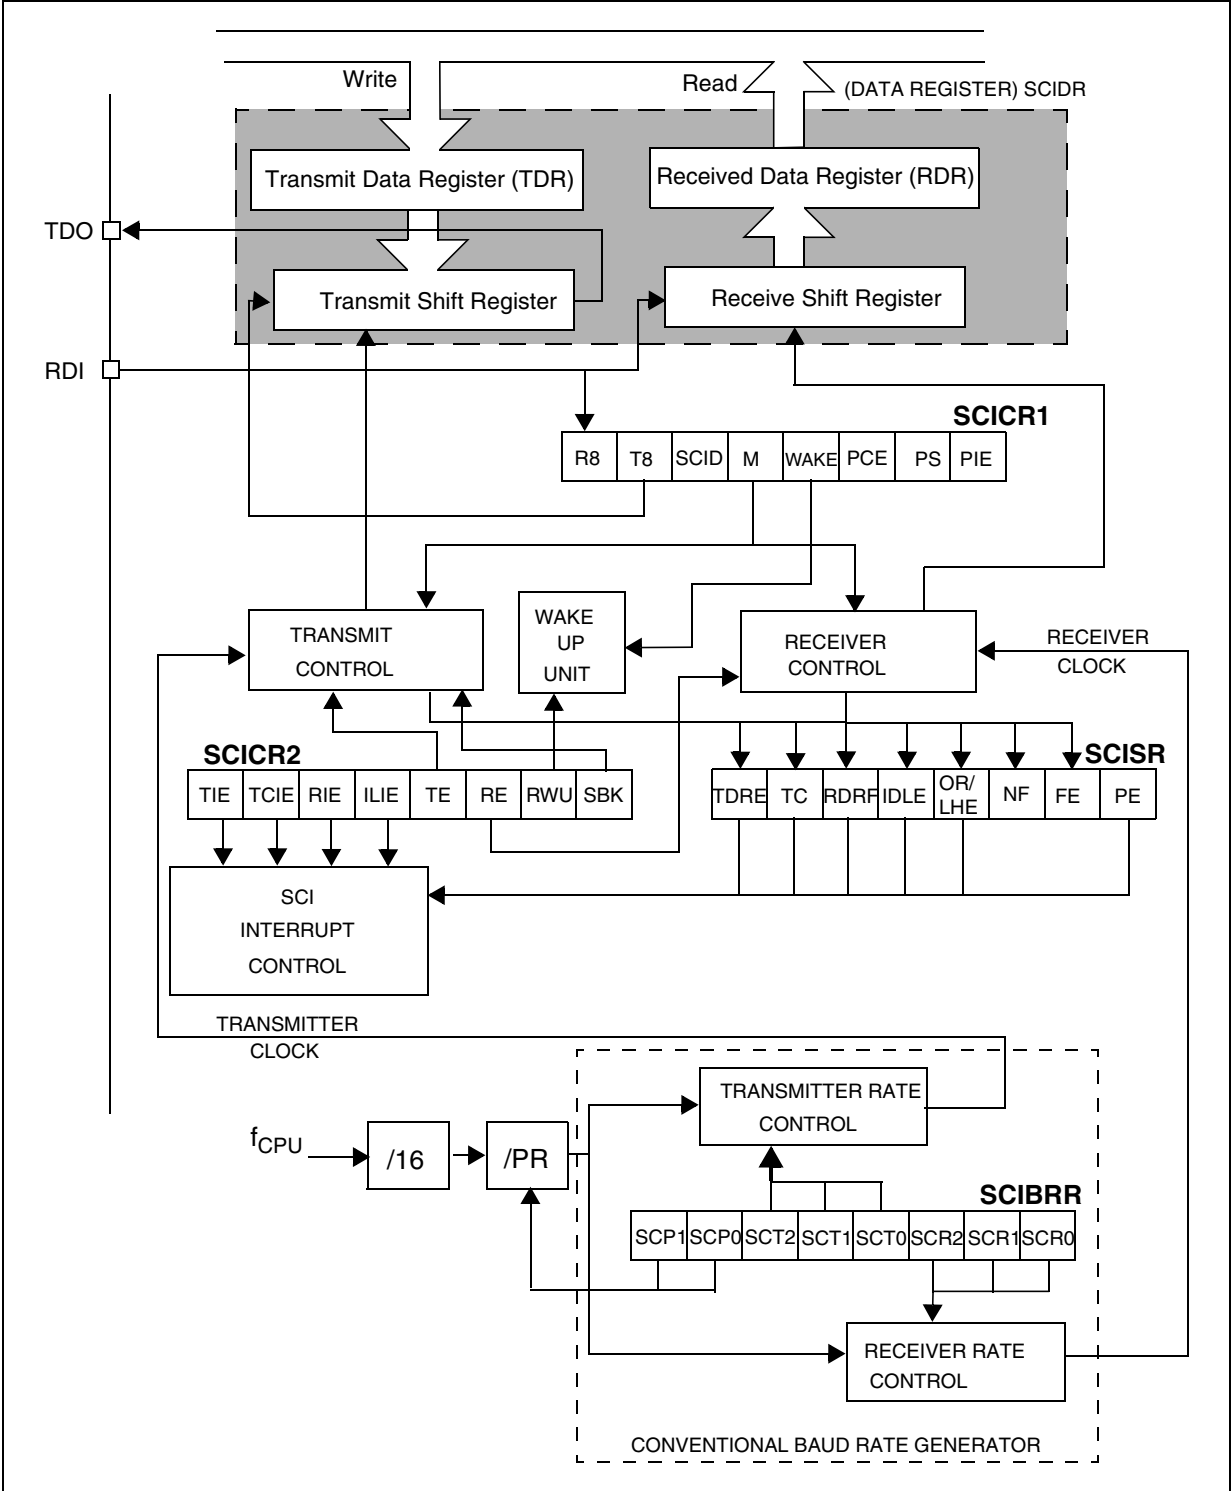 Write
Read
(DATA REGISTER) SCIDR
Transmit Data Register (TDR)
Received Data Register (RDR)
TDO
Transmit Shift Register
Receive Shift Register
RDI
SCICR1
R8 T8 SCID M WAKE PCE PS PIE
TRANSMIT
CONTROL
WAKE
UP
UNIT
RECEIVER
CONTROL
RECEIVER
CLOCK
SCICR2
TIE TCIE RIE ILIE TE RE RWU SBK
SCISR
TDRE TC RDRF IDLE OR/
LHE NF FE PE
SCI
INTERRUPT
CONTROL
TRANSMITTER
CLOCK
TRANSMITTER RATE
CONTROL
fCPU
/16
/PR
SCIBRR
SCP1 SCP0 SCT2 SCT1 SCT0 SCR2 SCR1 SCR0
RECEIVER RATE
CONTROL
CONVENTIONAL BAUD RATE GENERATOR